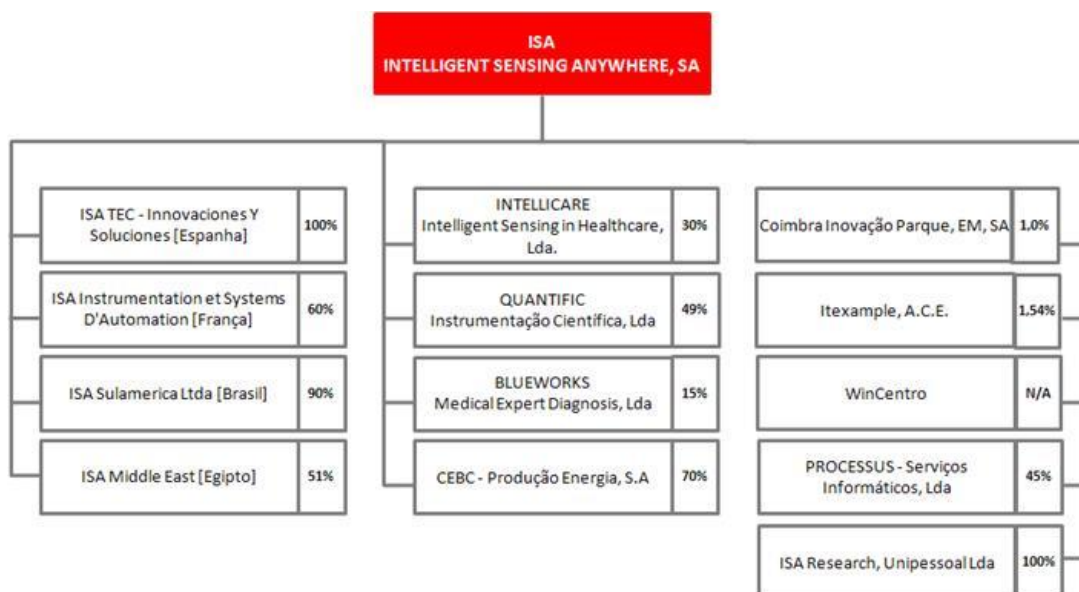 ISA
INTELLIGENT SENSING ANYWHERE, SA
ISA TEC - Innovaciones Y
Soluciones [Espanha]
100%
ISA Instrumentation et Systems
D'Automation [França]
60%
ISA Sulamerica Ltda [Brasil]
90%
ISA Middle East [Egipto]
51%
INTELLICARE
Intelligent Sensing in Healthcare,
Lda.
30%
QUANTIFIC
Instrumentação Científica, Lda
49%
BLUEWORKS
Medical Expert Diagnosis, Lda
15%
CEBC - Produção Energia, S.A
70%
Coimbra Inovação Parque, EM, SA
1,0%
Itexample, A.C.E.
1,54%
WinCentro
N/A
PROCESSUS - Serviços
Informáticos, Lda
45%
ISA Research, Unipessoal Lda
100%